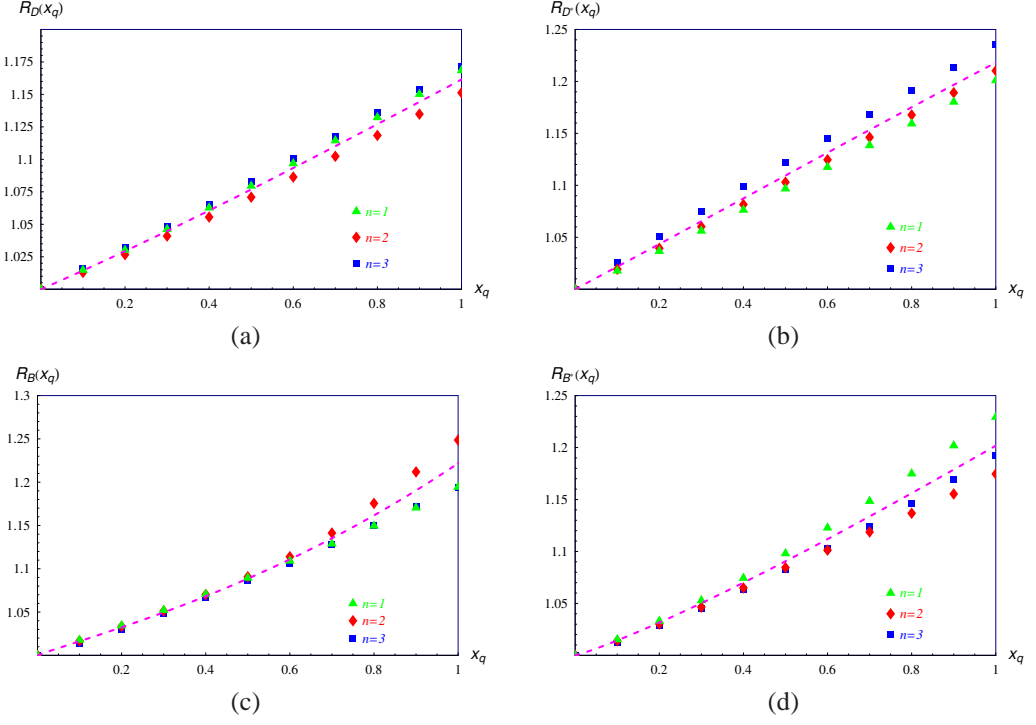 R_D(x_q)
1.175
1.15
1.125
1.1
1.075
1.05
1.025
n=1
n=2
n=3
0.2 0.4 0.6 0.8 1 x_q
(a)
R_D*(x_q)
1.25
1.2
1.15
1.1
1.05
n=1
n=2
n=3
0.2 0.4 0.6 0.8 1 x_q
(b)
R_B(x_q)
1.3
1.25
1.2
1.15
1.1
1.05
n=1
n=2
n=3
0.2 0.4 0.6 0.8 1 x_q
(c)
R_B*(x_q)
1.25
1.2
1.15
1.1
1.05
n=1
n=2
n=3
0.2 0.4 0.6 0.8 1 x_q
(d)